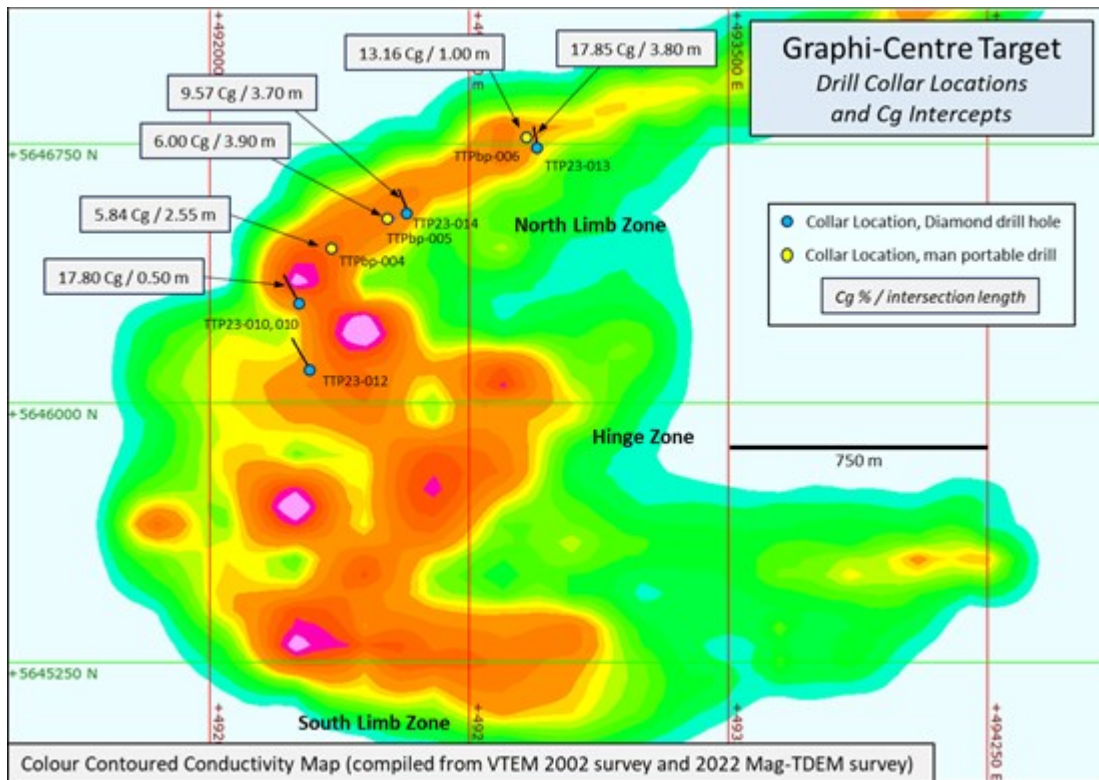 Graphi-Centre Target
Drill Collar Locations
and Cg Intercepts
13.16 Cg / 1.00 m
17.85 Cg / 3.80 m
9.57 Cg / 3.70 m
6.00 Cg / 3.90 m
5.84 Cg / 2.55 m
17.80 Cg / 0.50 m
+492000
+493500 E
+5646750 N
TTPbp-006
TTP23-013
TTP23-014
TTPbp-005
TTPbp-004
TTP23-010, 010
TTP23-012
North Limb Zone
Collar Location, Diamond drill hole
Collar Location, man portable drill
Cg % / intersection length
+5646000 N
Hinge Zone
750 m
+5645250 N
South Limb Zone
+492
+492
+493
+494250 E
Colour Contoured Conductivity Map (compiled from VTEM 2002 survey and 2022 Mag-TDEM survey)